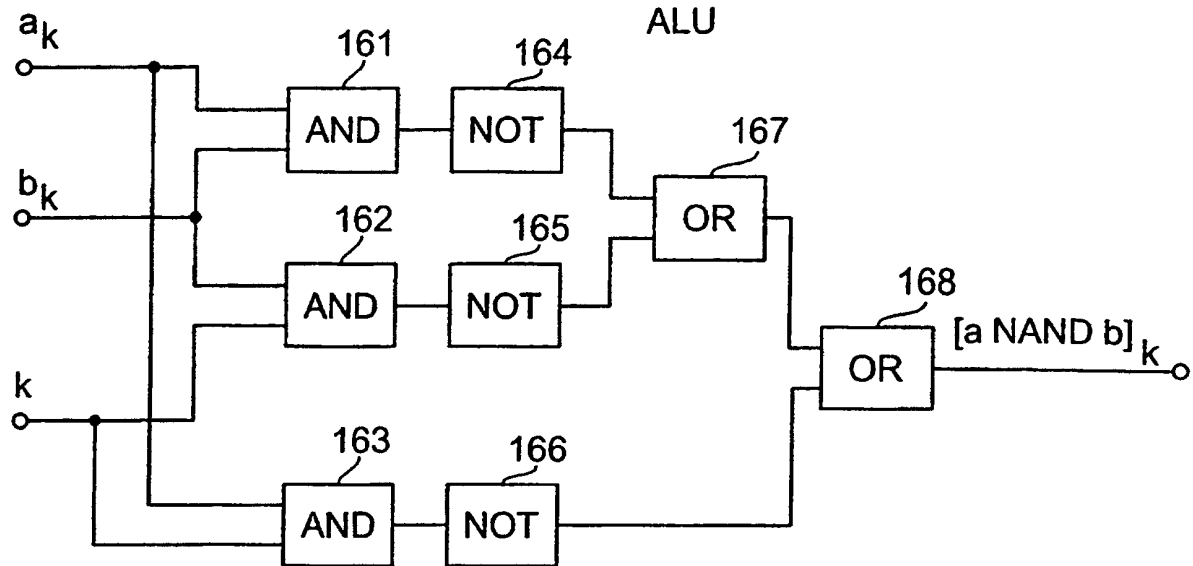 ALU
a_k
161
164
AND
NOT
167
b_k
OR
162
165
AND
NOT
168
[a NAND b]_k
OR
k
163
166
AND
NOT